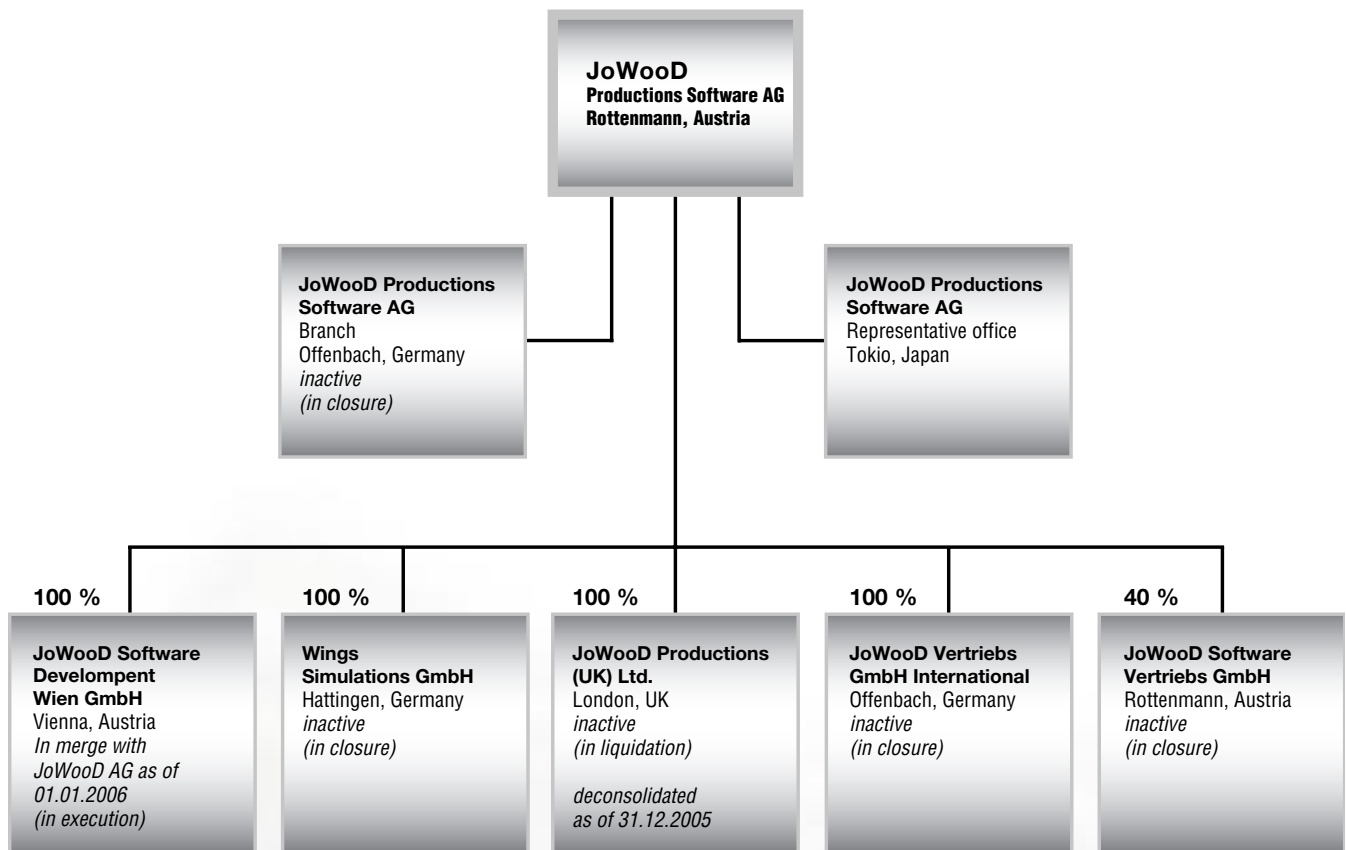 JoWooD
Productions Software AG
Rottenmann, Austria
JoWooD Productions
Software AG
Branch
Offenbach, Germany
inactive
(in closure)
JoWooD Productions
Software AG
Representative office
Tokio, Japan
100 %
JoWooD Software
Develompent
Wien GmbH
Vienna, Austria
In merge with
JoWooD AG as of
01.01.2006
(in execution)
100 %
Wings
Simulations GmbH
Hattingen, Germany
inactive
(in closure)
100 %
JoWooD Productions
(UK) Ltd.
London, UK
inactive
(in liquidation)
deconsolidated
as of 31.12.2005
100 %
JoWooD Vertriebs
GmbH International
Offenbach, Germany
inactive
(in closure)
40 %
JoWooD Software
Vertriebs GmbH
Rottenmann, Austria
inactive
(in closure)